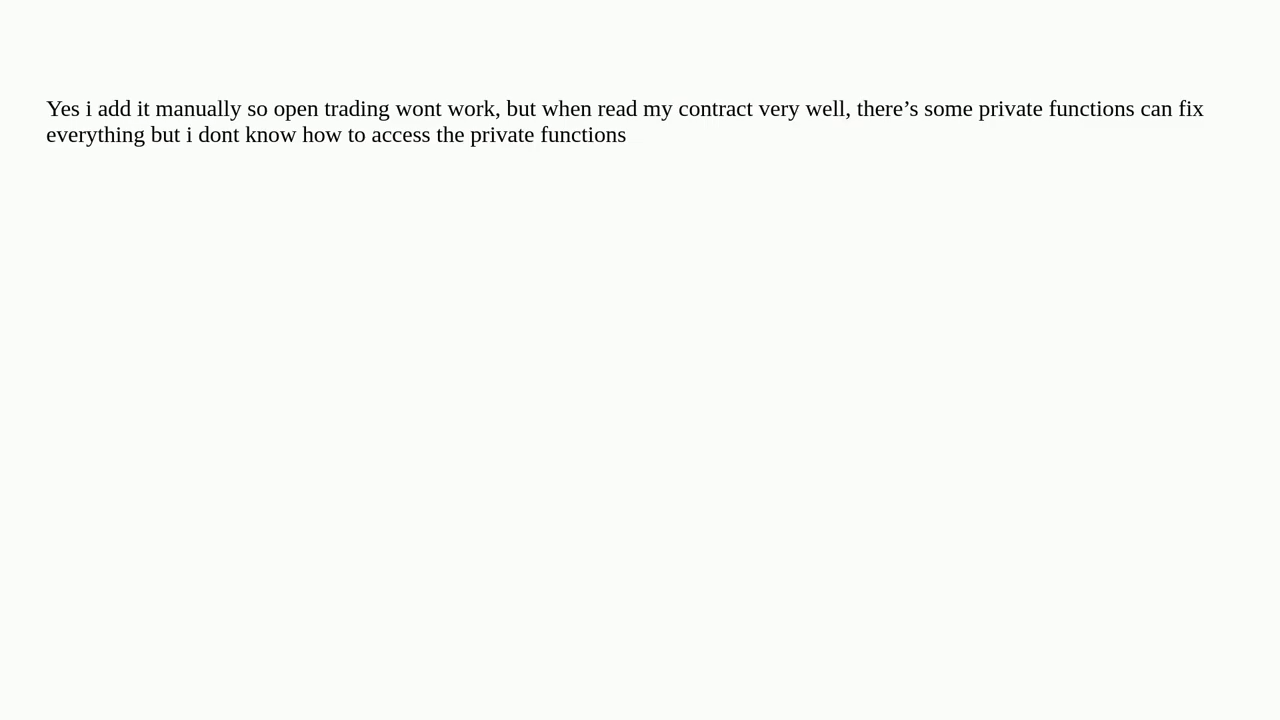 Yes i add it manually so open trading wont work, but when read my contract very well, there’s some private functions can fix
everything but i dont know how to access the private functions